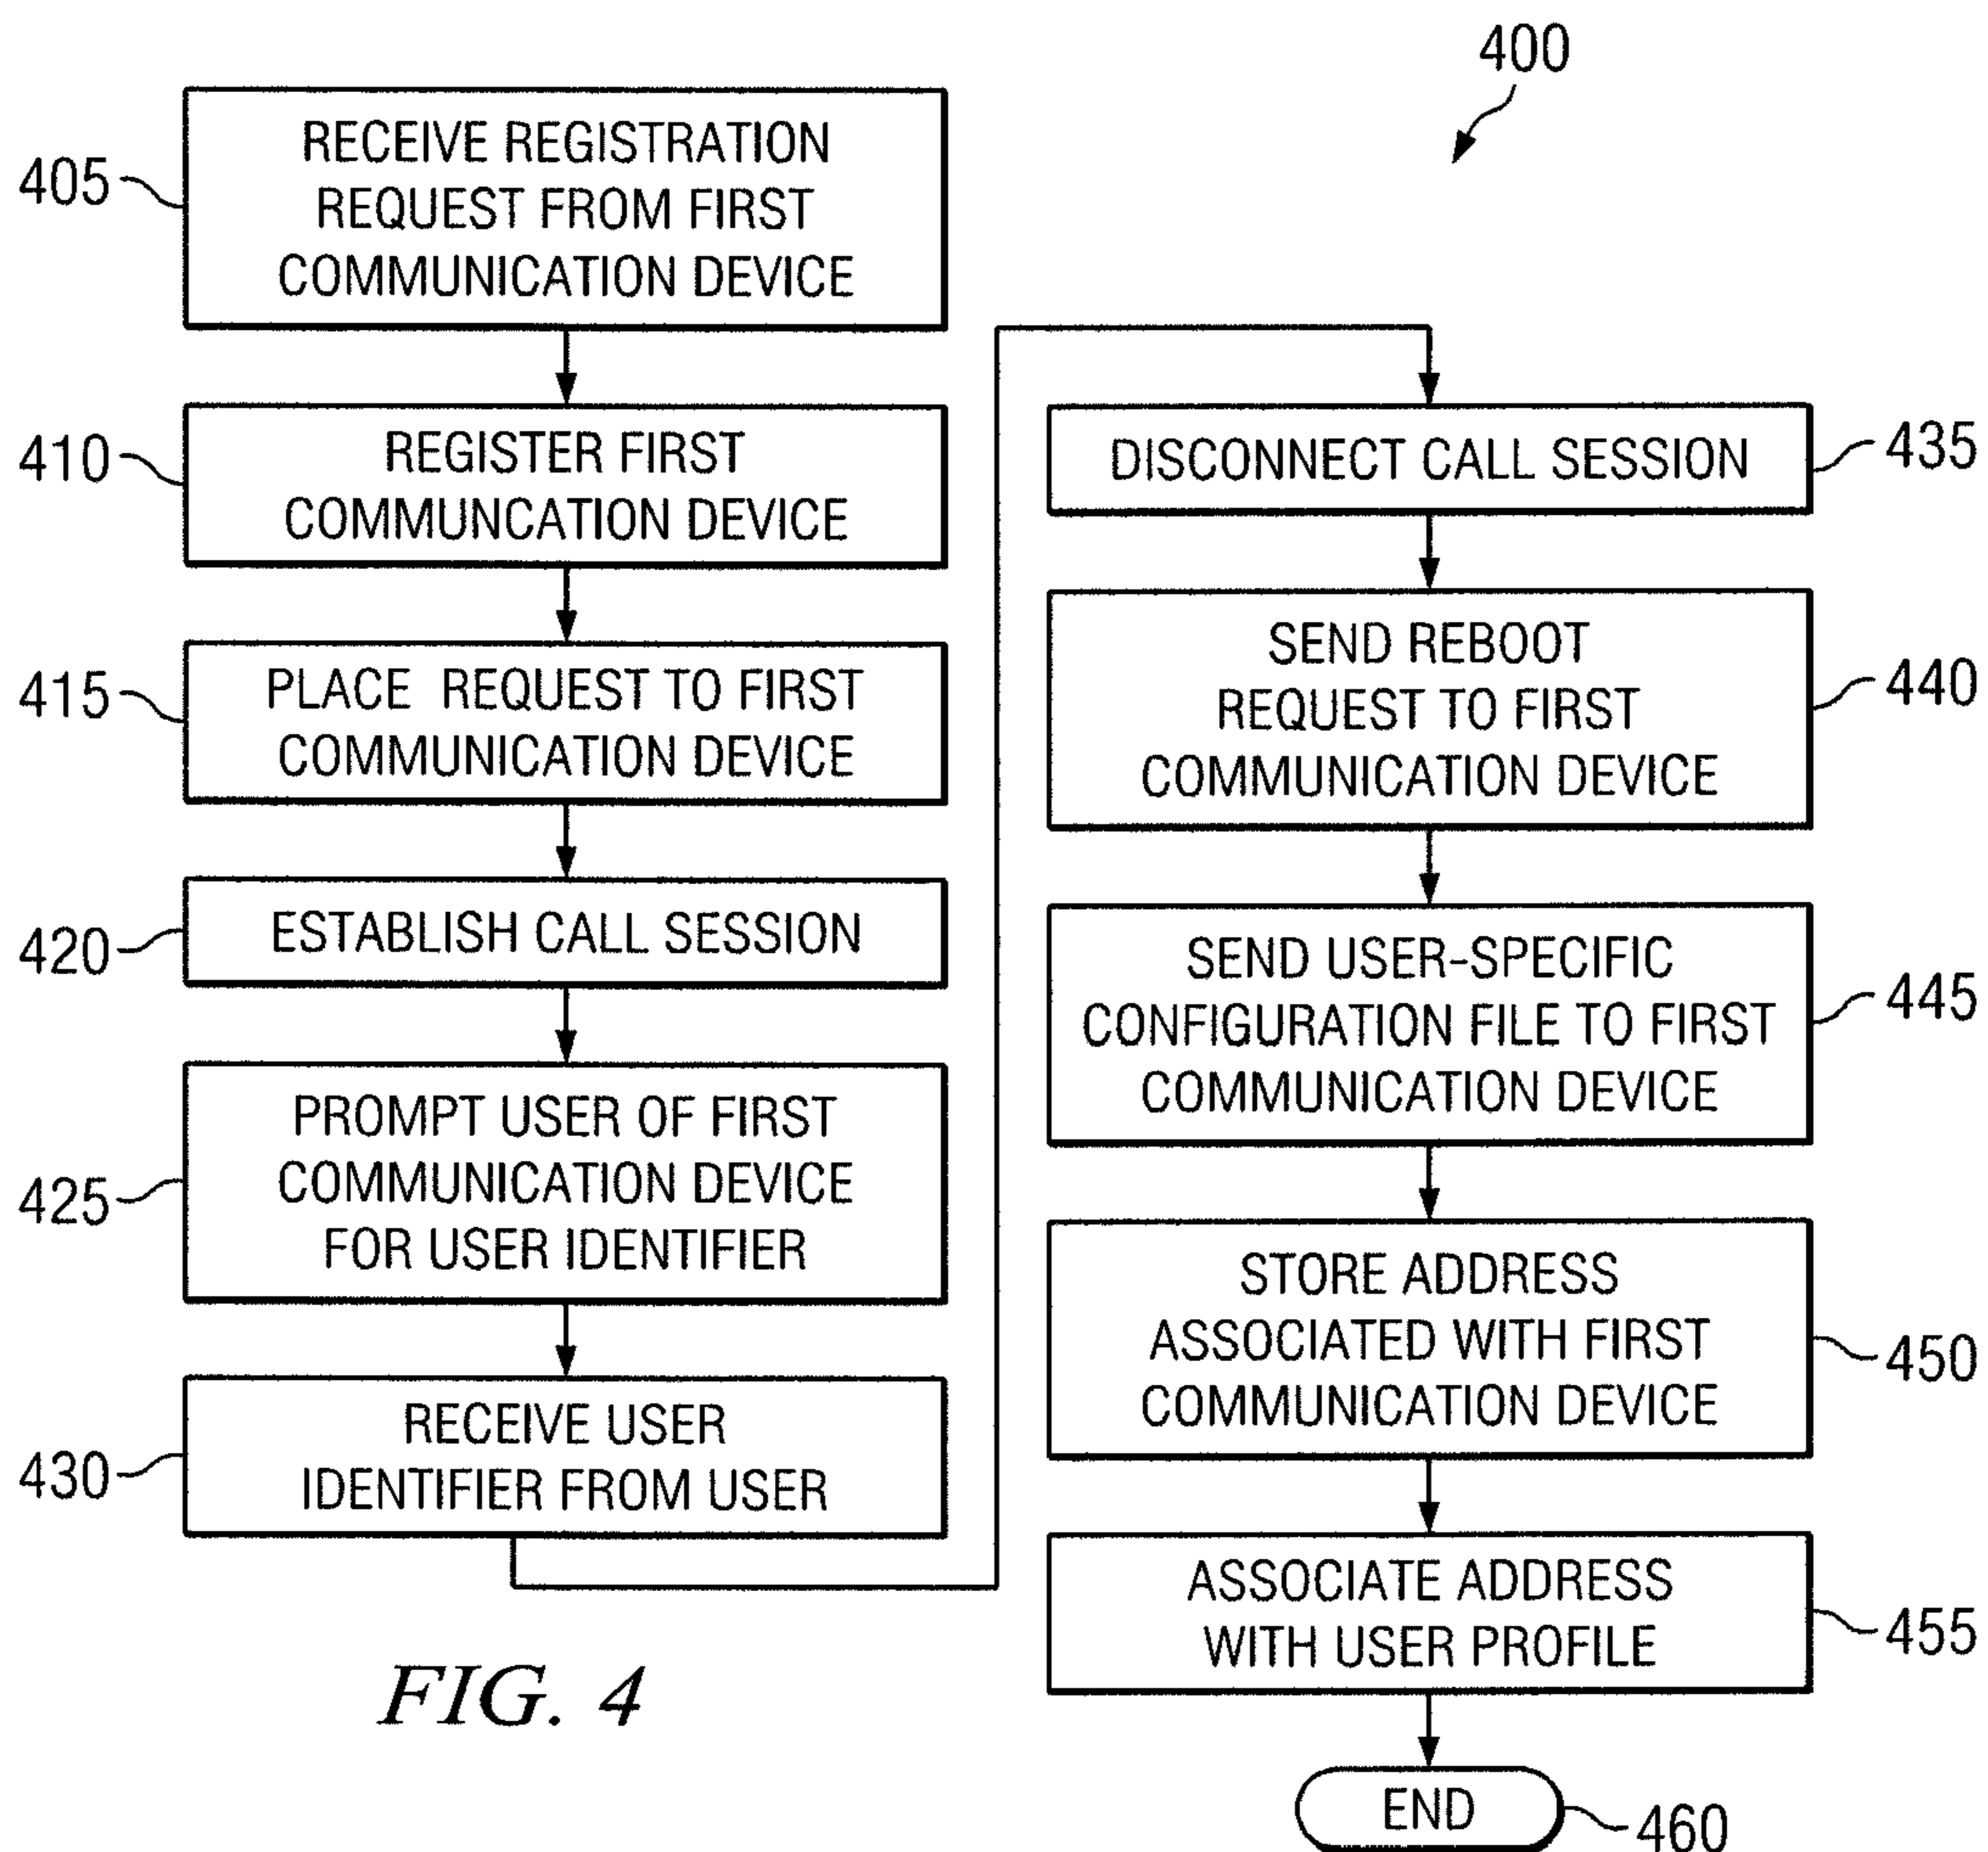 400
405
RECEIVE REGISTRATION
REQUEST FROM FIRST
COMMUNICATION DEVICE
410
REGISTER FIRST
COMMUNCATION DEVICE
415
PLACE REQUEST TO FIRST
COMMUNICATION DEVICE
420
ESTABLISH CALL SESSION
425
PROMPT USER OF FIRST
COMMUNICATION DEVICE
FOR USER IDENTIFIER
430
RECEIVE USER
IDENTIFIER FROM USER
DISCONNECT CALL SESSION
435
SEND REBOOT
REQUEST TO FIRST
COMMUNICATION DEVICE
440
SEND USER-SPECIFIC
CONFIGURATION FILE TO FIRST
COMMUNICATION DEVICE
445
STORE ADDRESS
ASSOCIATED WITH FIRST
COMMUNICATION DEVICE
450
ASSOCIATE ADDRESS
WITH USER PROFILE
455
END
460
FIG. 4